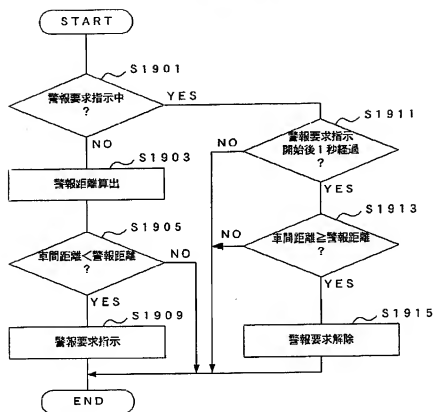 START
S1901
警報要求指示中
?
YES
NO
S1903
警報距離算出
S1905
車間距離<警報距離
?
NO
YES
S1909
警報要求指示
S1911
警報要求指示
開始後1秒経過
?
NO
YES
S1913
車間距離≧警報距離
?
NO
YES
S1915
警報要求解除
END